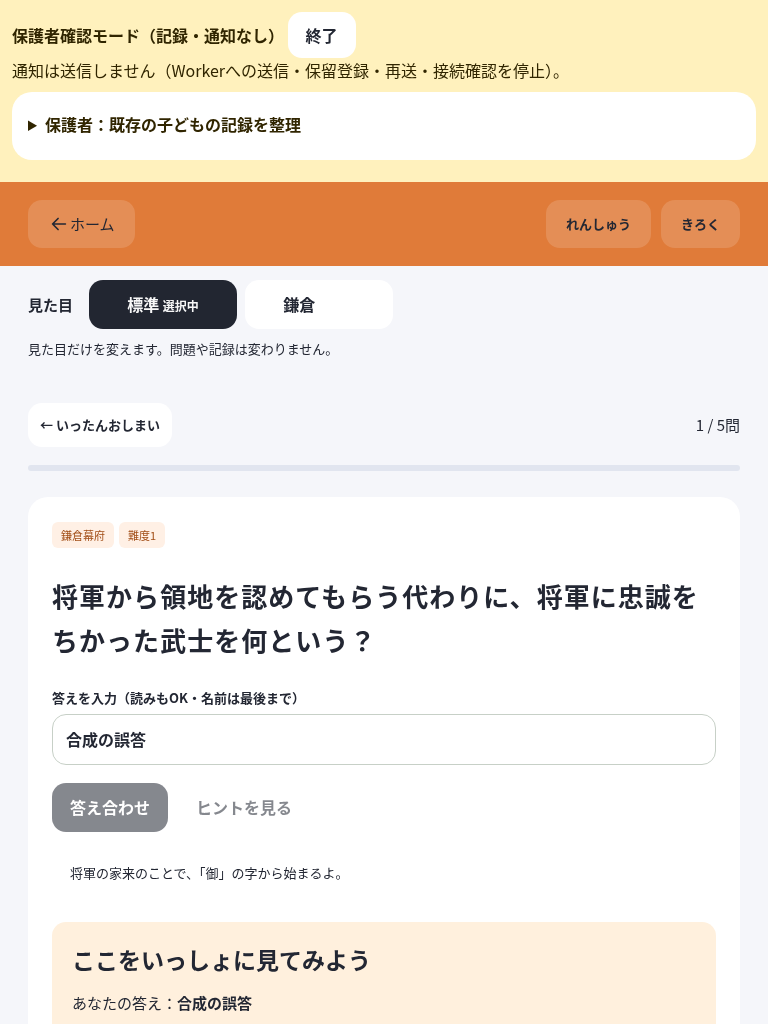 保護者確認モード（記録・通知なし） 終了
通知は送信しません（Workerへの送信・保留登録・再送・接続確認を停止）。
▶ 保護者：既存の子どもの記録を整理
← ホーム れんしゅう きろく
見た目 標準 選択中 鎌倉
見た目だけを変えます。問題や記録は変わりません。
← いったんおしまい 1 / 5問
鎌倉幕府 難度1
将軍から領地を認めてもらう代わりに、将軍に忠誠を
ちかった武士を何という？
答えを入力（読みもOK・名前は最後まで）
合成の誤答
答え合わせ ヒントを見る
将軍の家来のことで、「御」の字から始まるよ。
ここをいっしょに見てみよう
あなたの答え：合成の誤答